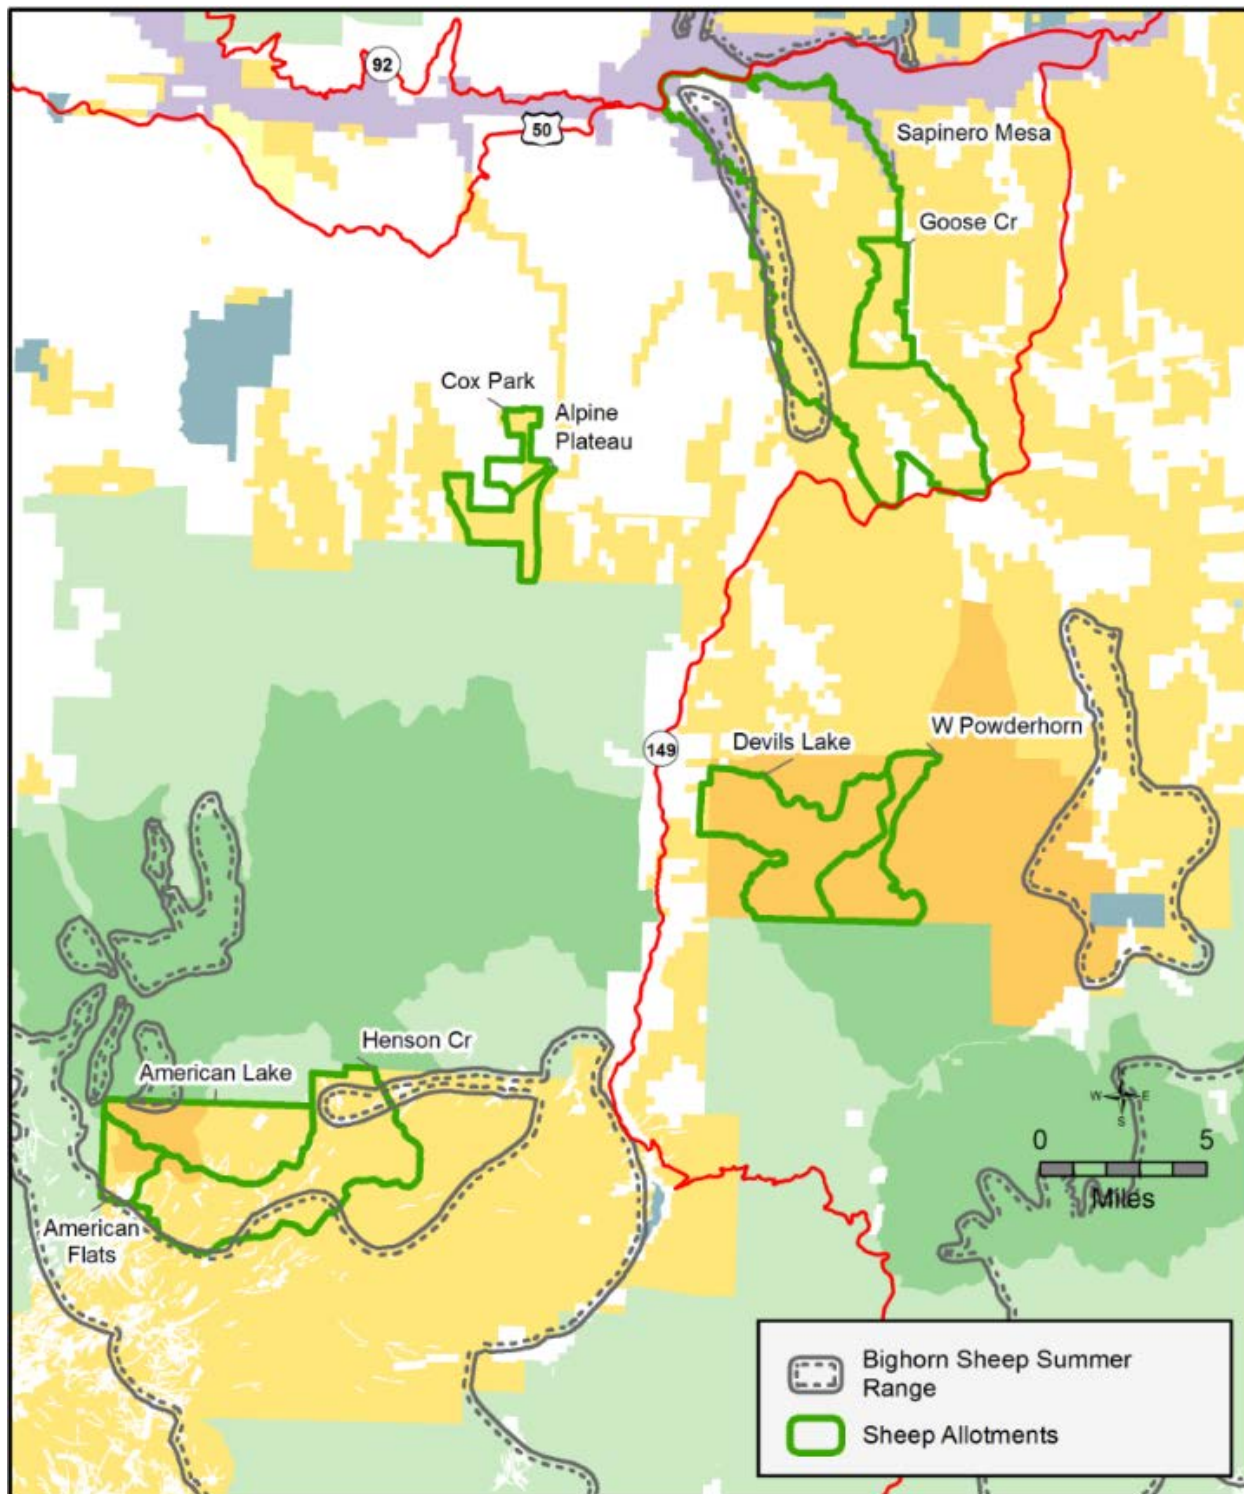 92
50
Sapinero Mesa
Goose Cr
Cox Park
Alpine
Plateau
W Powderhorn
Devils Lake
149
Henson Cr
American Lake
W
E
S
0
5
Miles
American
Flats
Bighorn Sheep Summer
Range
Sheep Allotments